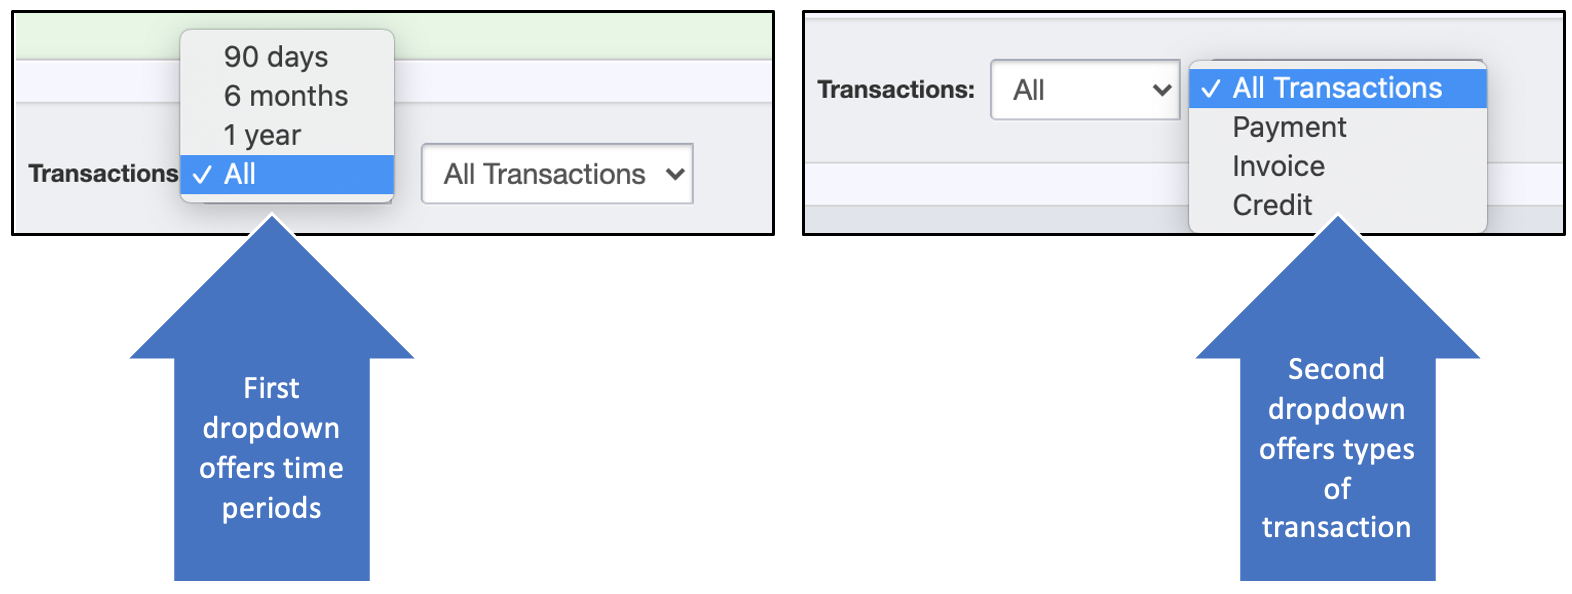 90 days
6 months
1 year
Transactions
✓ All
All Transactions
First
dropdown
offers time
periods
Transactions:
All
✓ All Transactions
Payment
Invoice
Credit
Second
dropdown
offers types
of
transaction